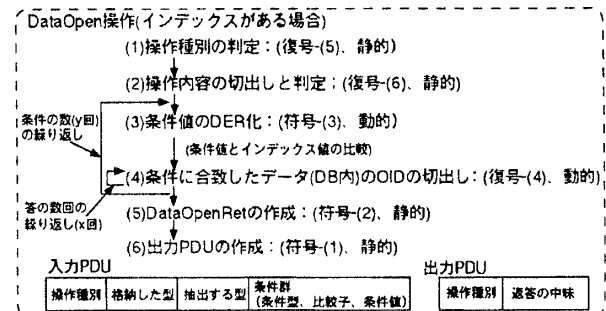 DataOpen操作(インデックスがある場合)
(1)操作種別の判定：(復号-(5)、静的)
(2)操作内容の切出しと判定；(復号-(6)、静的)
条件の数(y回)
の繰り返し
(3)条件値のDER化：(符号-(3)、動的)
(条件値とインデックス値の比較)
(4)条件に合致したデータ(DB内)のOIDの切出し：(復号-(4)、動的)
答の数回の
繰り返し(x回)
(5)DataOpenRetの作成：(符号-(2)、静的)
(6)出力PDUの作成：(符号-(1)、静的)
入力PDU
操作種別 格納した型 抽出する型 条件群
(条件型、比較子、条件値)
出力PDU
操作種別 返答の中味